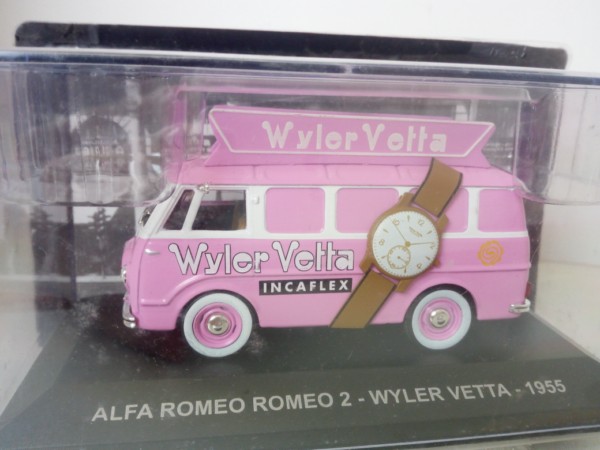 Wyler Vetta
Wyler Vetta
INCAFLEX
ALFA ROMEO ROMEO 2 - WYLER VETTA - 1955